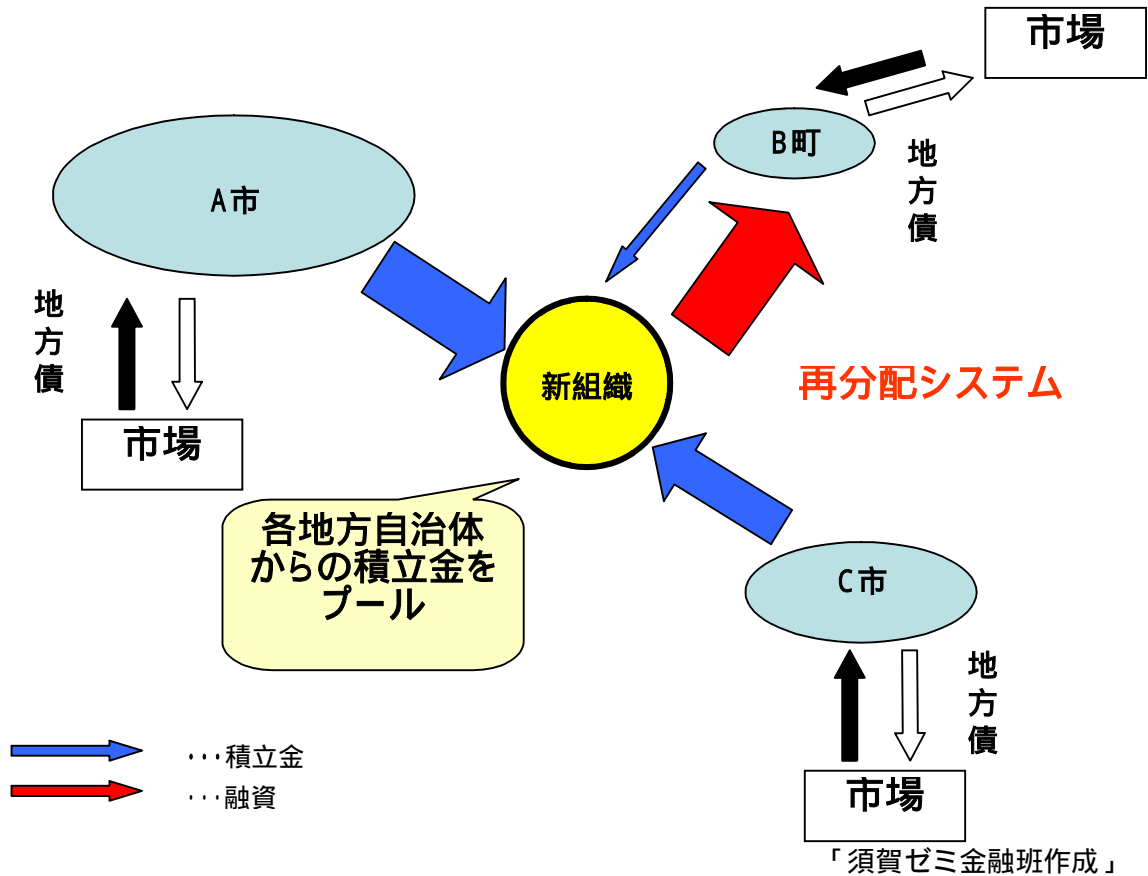 市場
B町
地方債
A市
地方債
市場
新組織
再分配システム
各地方自治体
からの積立金を
プール
C市
地方債
市場
･･･積立金
･･･融資
「須賀ゼミ金融班作成」